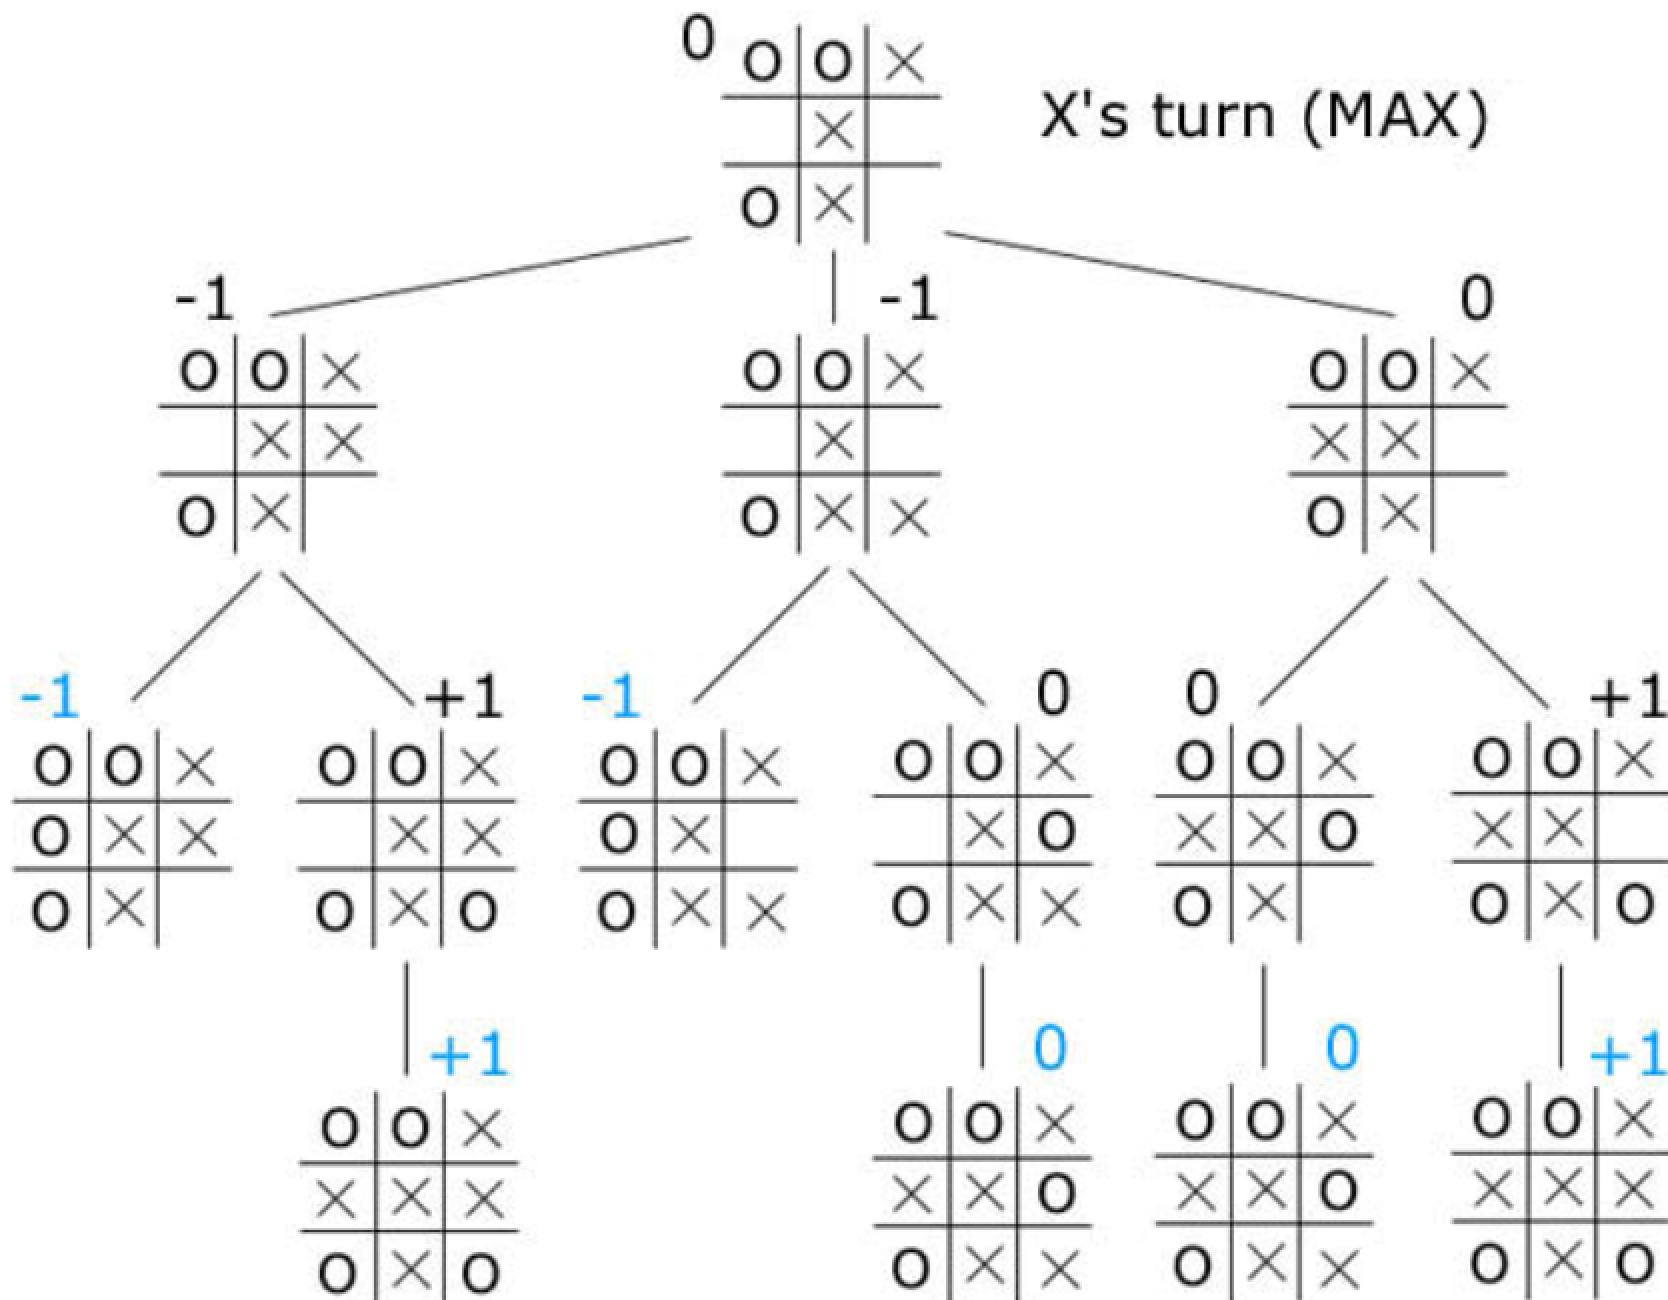 0 O O ×
× X's turn (MAX)
O ×
-1 -1 0
O O × O O × O O ×
× × × × ×
O × O × × O ×
-1 +1 -1 0 0 +1
O O × O O × O O × O O × O O × O O ×
O × × × × O × × O × × O × ×
O × O × O O × × O × × O × O × O
+1 0 0 +1
O O × O O × O O × O O ×
× × × × × O × × O × × ×
O × O O × × O × × O × O